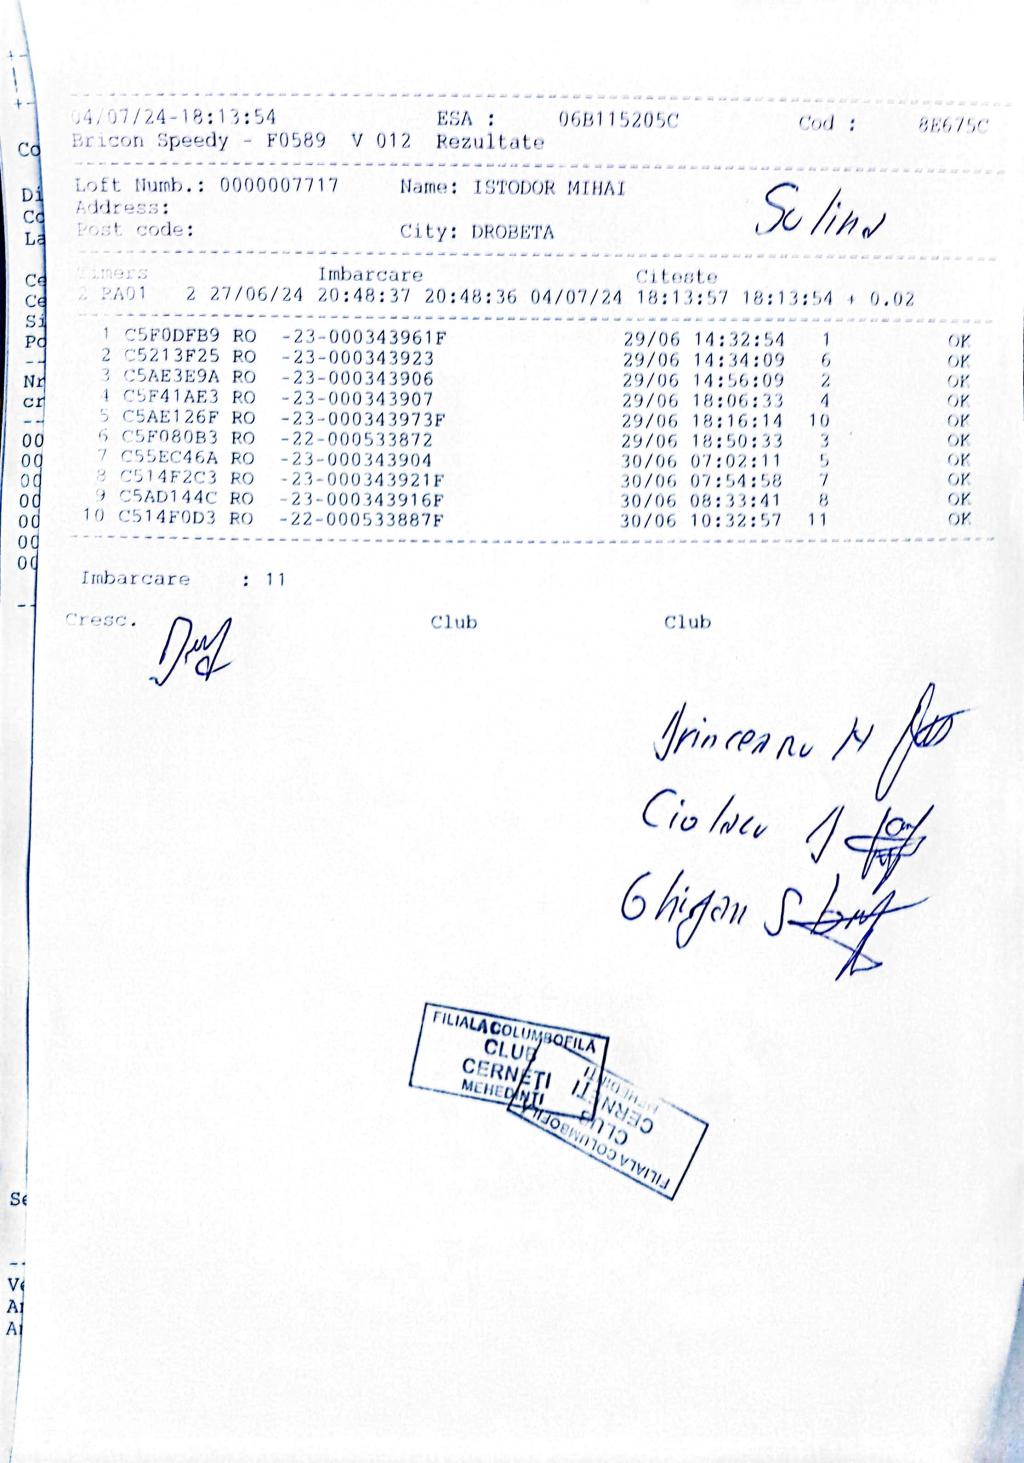 04/07/24-18:13:54 ESA : 06B115205C Cod : 8E675C
Bricon Speedy - F0589 V 012 Rezultate
Loft Numb.: 0000007717 Name: ISTODOR MIHAI
Sulina
Address:
Post code: City: DROBETA
Timers Imbarcare Citeste
2 PA01 2 27/06/24 20:48:37 20:48:36 04/07/24 18:13:57 18:13:54 + 0.02
1 C5F0DFB9 RO -23-000343961F 29/06 14:32:54 1 OK
2 C5213F25 RO -23-000343923 29/06 14:34:09 6 OK
3 C5AE3E9A RO -23-000343906 29/06 14:56:09 2 OK
4 C5F41AE3 RO -23-000343907 29/06 18:06:33 4 OK
5 C5AE126F RO -23-000343973F 29/06 18:16:14 10 OK
6 C5F080B3 RO -22-000533872 29/06 18:50:33 3 OK
7 C55EC46A RO -23-000343904 30/06 07:02:11 5 OK
8 C514F2C3 RO -23-000343921F 30/06 07:54:58 7 OK
9 C5AD144C RO -23-000343916F 30/06 08:33:41 8 OK
10 C514F0D3 RO -22-000533887F 30/06 10:32:57 11 OK
Imbarcare : 11
Cresc. Club Club
FILIALA COLUMBOFILA
CLUB
CERNETI
MEHEDINTI
FILIALA COLUMBOFILA
CLUB
CERNETI
MEHEDINTI